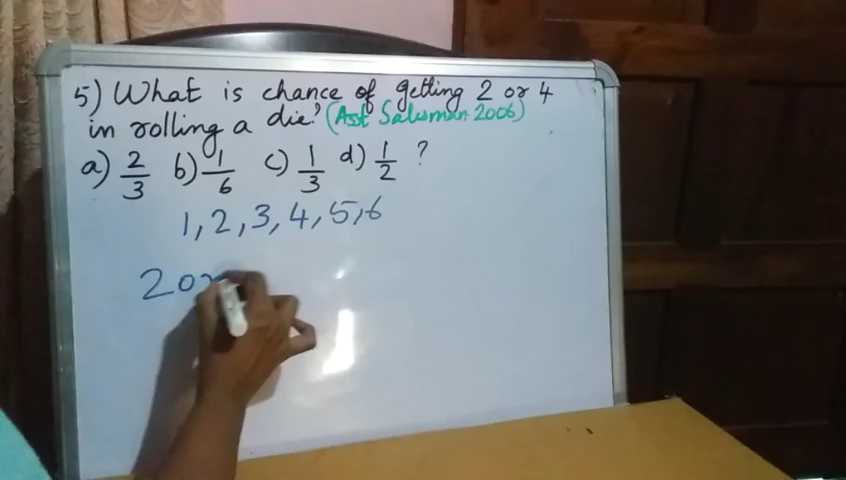 5) What is chance of getting 2 or 4
in rolling a die? (Asst Salesman 2006)
a) 2/3 b) 1/6 c) 1/3 d) 1/2 ?
1, 2, 3, 4, 5, 6
2 or